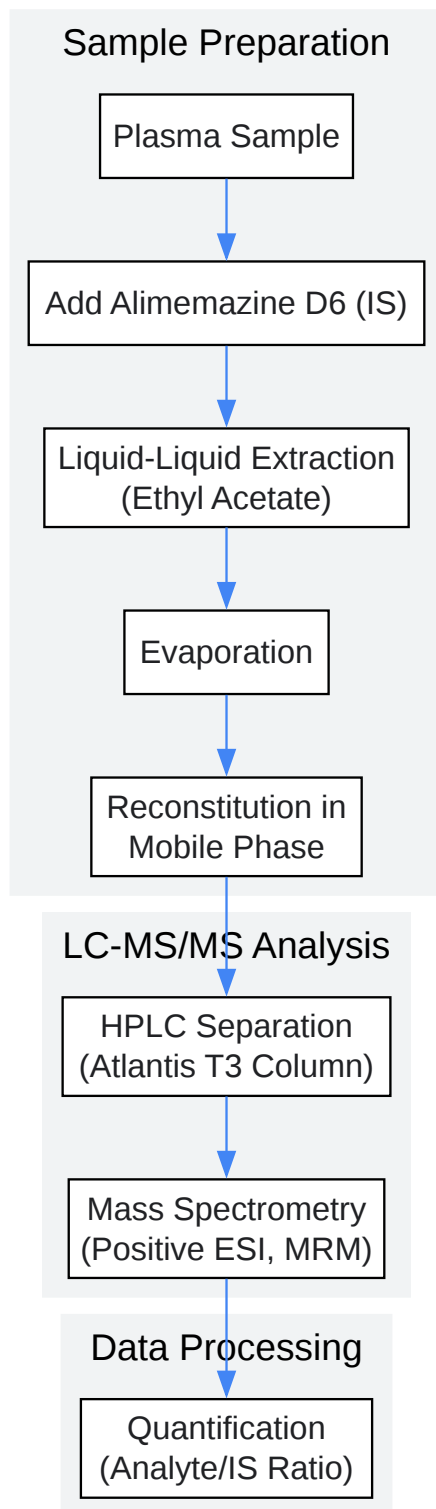 Sample Preparation
Plasma Sample
Add Alimemazine D6 (IS)
Liquid-Liquid Extraction
(Ethyl Acetate)
Evaporation
Reconstitution in
Mobile Phase
LC-MS/MS Analysis
HPLC Separation
(Atlantis T3 Column)
Mass Spectrometry
(Positive ESI, MRM)
Data Processing
Quantification
(Analyte/IS Ratio)